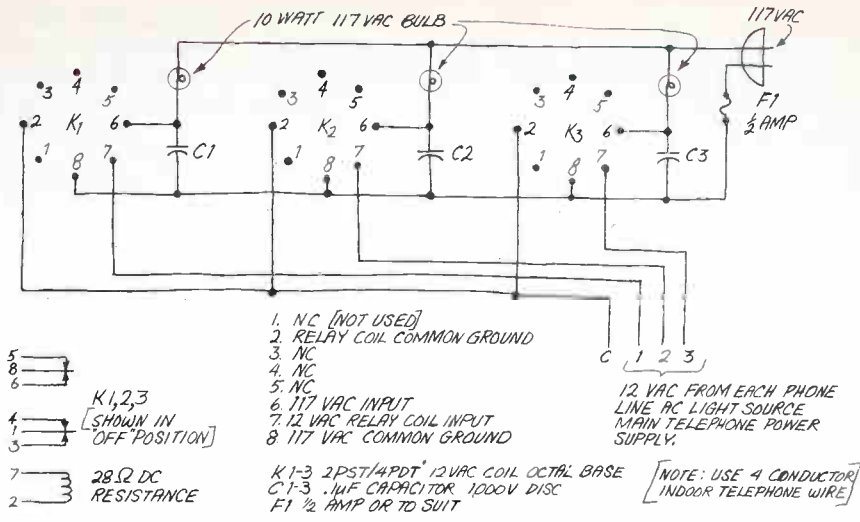 10 WATT 117 VAC BULB
117 VAC
3
4
5
2
K1
6
C1
1
8
7
3
4
5
2
K2
6
C2
1
8
7
3
4
5
2
K3
6
C3
1
8
7
F1
½
AMP
C 1 2 3
12 VAC FROM EACH PHONE
LINE AC LIGHT SOURCE
MAIN TELEPHONE POWER
SUPPLY.
[NOTE: USE 4 CONDUCTOR
INDOOR TELEPHONE WIRE]
1. NC [NOT USED]
2. RELAY COIL COMMON GROUND
3. NC
4. NC
5. NC
6. 117 VAC INPUT
7. 12 VAC RELAY COIL INPUT
8. 117 VAC COMMON GROUND
K1-3 2PST/4PDT" 12VAC COIL OCTAL BASE
C1-3 .1µF CAPACITOR 1,000V DISC
F1 ½ AMP OR TO SUIT
5
8
6
K1,2,3
[SHOWN IN
"OFF" POSITION]
4
1
3
7
2
28Ω DC
RESISTANCE